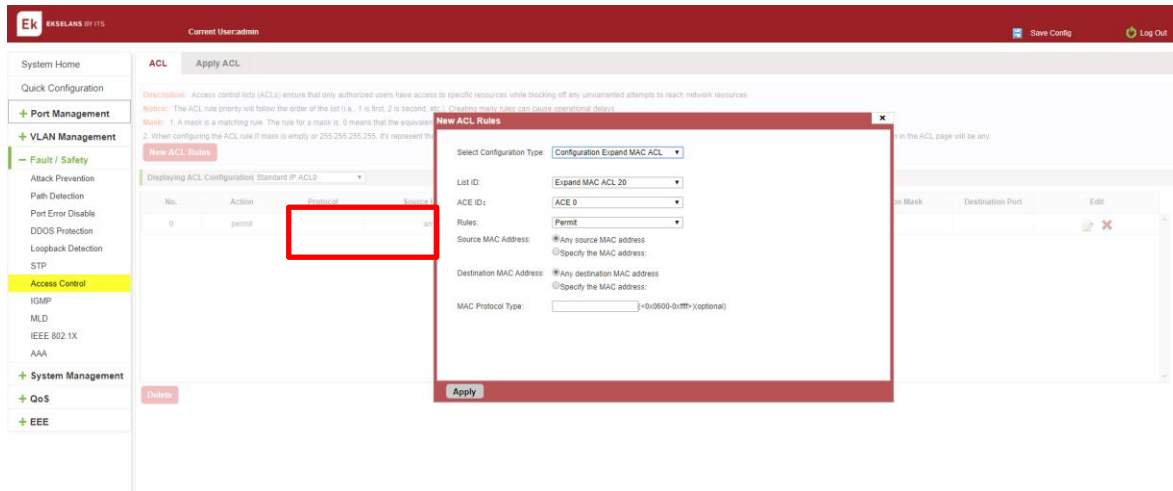 Ek EKSELANS BY ITS
Current User:admin
Save Config
Log Out
System Home
Quick Configuration
+ Port Management
+ VLAN Management
− Fault / Safety
Attack Prevention
Path Detection
Port Error Disable
DDOS Protection
Loopback Detection
STP
Access Control
IGMP
MLD
IEEE 802.1X
AAA
+ System Management
+ QoS
+ EEE
ACL Apply ACL
Description: Access control lists (ACLs) ensure that only authorized users have access to specific resources while blocking off any unwarranted attempts to reach network resources
Notice: The ACL rule priority will follow the order of the list (i.e., 1 is first, 2 is second, etc.). Creating many rules can cause operational delays
Mask: 1. A mask is a matching rule. The rule for a mask is: 0 means that the equivalen
2. When configuring the ACL rule,If mask is empty or 255.255.255.255, it's represent the
n in the ACL page will be any.
New ACL Rules
Displaying ACL Configuration Standard IP ACL0
No. Action Protocol Source
on Mask Destination Port Edit
0 permit an
Delete
New ACL Rules x
Select Configuration Type: Configuration Expand MAC ACL
List ID: Expand MAC ACL 20
ACE ID: ACE 0
Rules: Permit
Source MAC Address: Any source MAC address
Specify the MAC address:
Destination MAC Address: Any destination MAC address
Specify the MAC address:
MAC Protocol Type: (<0x0600-0xffff>)(optional)
Apply